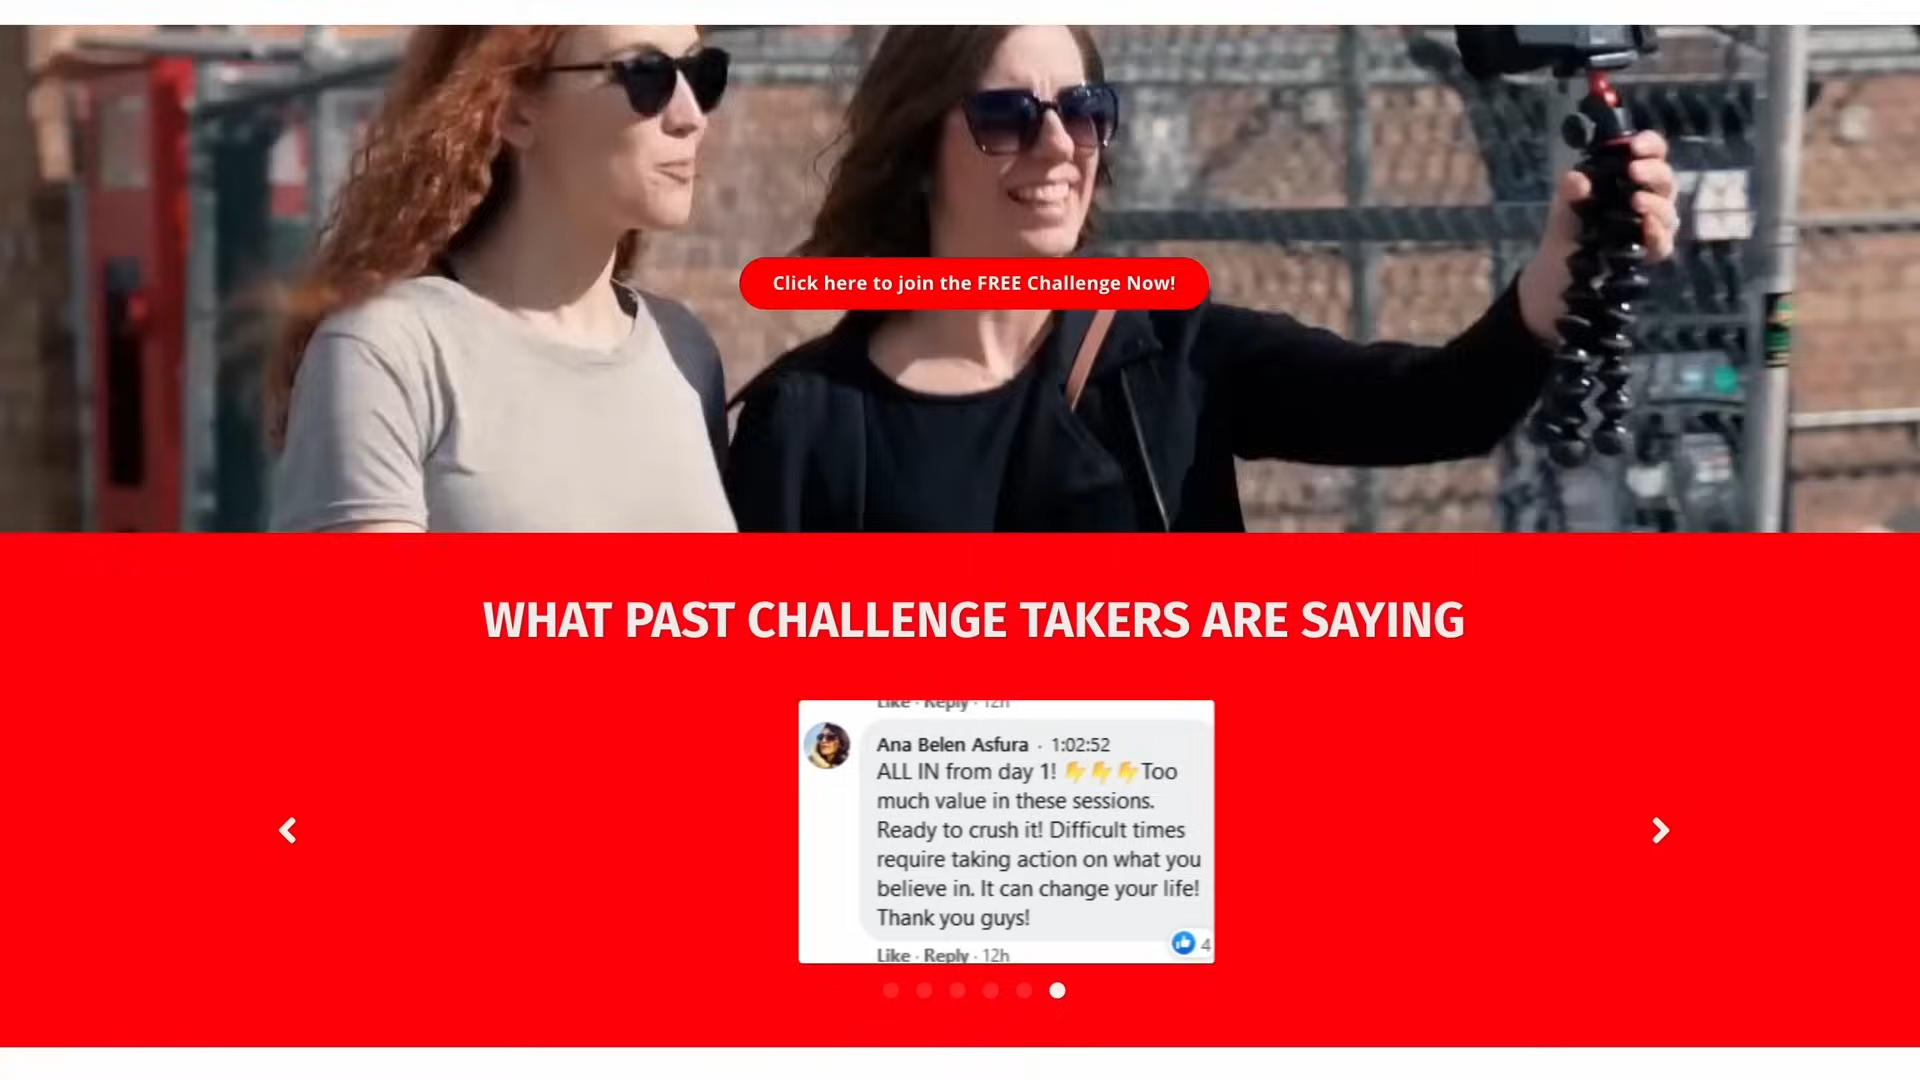 Click here to join the FREE Challenge Now!
WHAT PAST CHALLENGE TAKERS ARE SAYING
Like · Reply · 12h
Ana Belen Asfura · 1:02:52
ALL IN from day 1! ⚡⚡⚡Too
much value in these sessions.
Ready to crush it! Difficult times
require taking action on what you
believe in. It can change your life!
Thank you guys!
4
Like · Reply · 12h